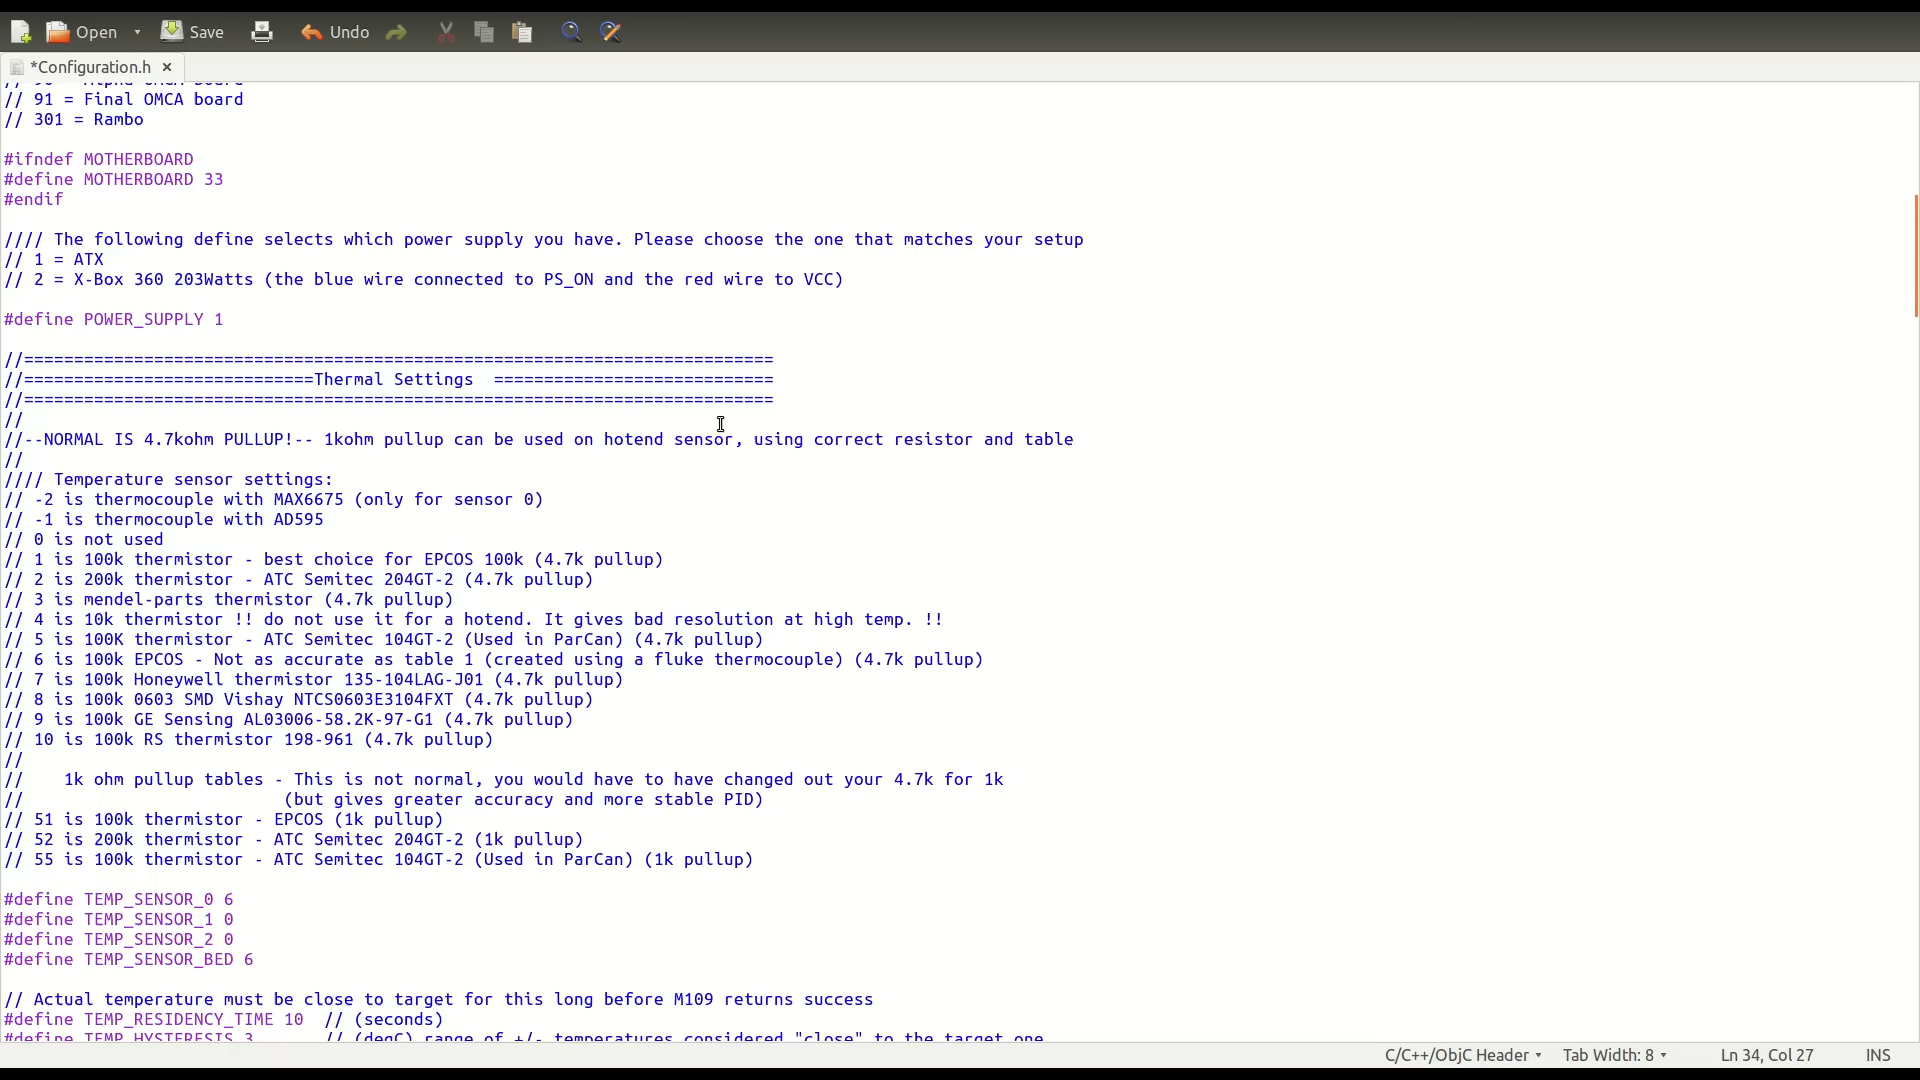 Open
Save
Undo
*Configuration.h ×
// 91 = Final OMCA board
// 301 = Rambo
#ifndef MOTHERBOARD
#define MOTHERBOARD 33
#endif
//// The following define selects which power supply you have. Please choose the one that matches your setup
// 1 = ATX
// 2 = X-Box 360 203Watts (the blue wire connected to PS_ON and the red wire to VCC)
#define POWER_SUPPLY 1
//===========================================================================
//=============================Thermal Settings  ============================
//===========================================================================
//
//--NORMAL IS 4.7kohm PULLUP!-- 1kohm pullup can be used on hotend sensor, using correct resistor and table
//
//// Temperature sensor settings:
// -2 is thermocouple with MAX6675 (only for sensor 0)
// -1 is thermocouple with AD595
// 0 is not used
// 1 is 100k thermistor - best choice for EPCOS 100k (4.7k pullup)
// 2 is 200k thermistor - ATC Semitec 204GT-2 (4.7k pullup)
// 3 is mendel-parts thermistor (4.7k pullup)
// 4 is 10k thermistor !! do not use it for a hotend. It gives bad resolution at high temp. !!
// 5 is 100K thermistor - ATC Semitec 104GT-2 (Used in ParCan) (4.7k pullup)
// 6 is 100k EPCOS - Not as accurate as table 1 (created using a fluke thermocouple) (4.7k pullup)
// 7 is 100k Honeywell thermistor 135-104LAG-J01 (4.7k pullup)
// 8 is 100k 0603 SMD Vishay NTCS0603E3104FXT (4.7k pullup)
// 9 is 100k GE Sensing AL03006-58.2K-97-G1 (4.7k pullup)
// 10 is 100k RS thermistor 198-961 (4.7k pullup)
//
//    1k ohm pullup tables - This is not normal, you would have to have changed out your 4.7k for 1k
//                          (but gives greater accuracy and more stable PID)
// 51 is 100k thermistor - EPCOS (1k pullup)
// 52 is 200k thermistor - ATC Semitec 204GT-2 (1k pullup)
// 55 is 100k thermistor - ATC Semitec 104GT-2 (Used in ParCan) (1k pullup)
#define TEMP_SENSOR_0 6
#define TEMP_SENSOR_1 0
#define TEMP_SENSOR_2 0
#define TEMP_SENSOR_BED 6
// Actual temperature must be close to target for this long before M109 returns success
#define TEMP_RESIDENCY_TIME 10  // (seconds)
#define TEMP_HYSTERESIS 3       // (degC) range of +/- temperatures considered "close" to the target one
C/C++/ObjC Header
Tab Width: 8
Ln 34, Col 27
INS